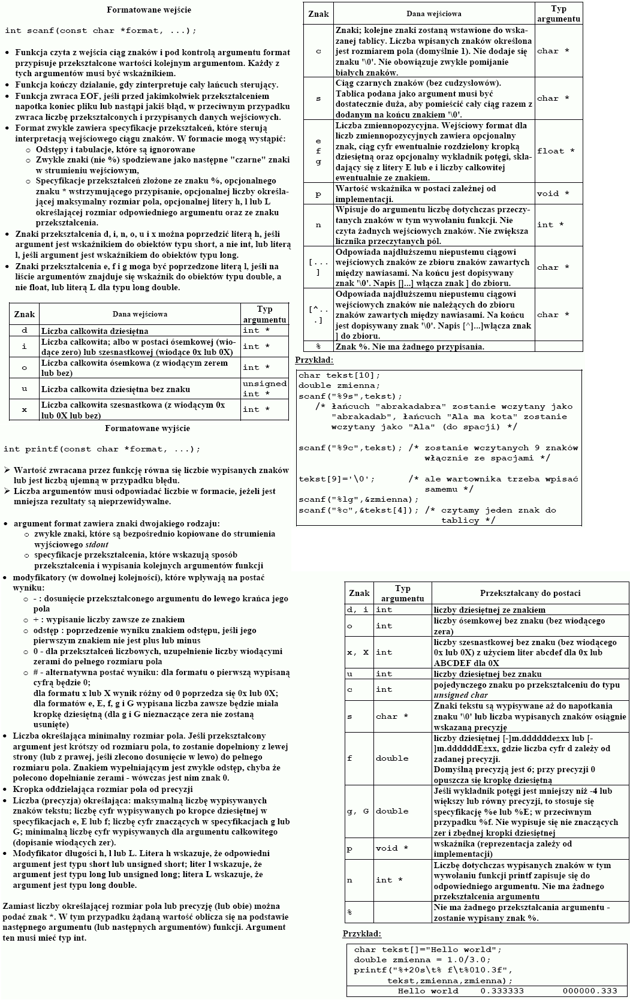 Formatowane wejście
int scanf(const char *format, ...);
• Funkcja czyta z wejścia ciąg znaków i pod kontrolą argumentu format
przypisuje przekształcone wartości kolejnym argumentom. Każdy z
tych argumentów musi być wskaźnikiem.
• Funkcja kończy działanie, gdy zinterpretuje cały łańcuch sterujący.
• Funkcja zwraca EOF, jeśli przed jakimkolwiek przekształceniem
napotka koniec pliku lub nastąpi jakiś błąd, w przeciwnym przypadku
zwraca liczbę przekształconych i przypisanych danych wejściowych.
• Format zwykle zawiera specyfikacje przekształceń, które sterują
interpretacją wejściowego ciągu znaków. W formacie mogą wystąpić:
o Odstępy i tabulacje, które są ignorowane
o Zwykłe znaki (nie %) spodziewane jako następne "czarne" znaki
w strumieniu wejściowym,
o Specyfikacje przekształceń złożone ze znaku %, opcjonalnego
znaku * wstrzymującego przypisanie, opcjonalnej liczby określa-
jącej maksymalny rozmiar pola, opcjonalnej litery h, l lub L
określającej rozmiar odpowiedniego argumentu oraz ze znaku
przekształcenia.
• Znaki przekształcenia d, i, n, o, u i x można poprzedzić literą h, jeśli
argument jest wskaźnikiem do obiektów typu short, a nie int, lub literą
l, jeśli argument jest wskaźnikiem do obiektów typu long.
• Znaki przekształcenia e, f i g moga być poprzedzone literą l, jeśli na
liście argumentów znajduje się wskaźnik do obiektów typu double, a
nie float, lub literą L dla typu long double.
Znak Dana wejściowa Typ argumentu
d Liczba całkowita dziesiętna int *
i Liczba całkowita; albo w postaci ósemkowej (wio-
dące zero) lub szesnastkowej (wiodące 0x lub 0X) int *
o Liczba całkowita ósemkowa (z wiodącym zerem
lub bez) int *
u Liczba całkowita dziesiętna bez znaku unsigned int *
x Liczba całkowita szesnastkowa (z wiodącym 0x
lub 0X lub bez) int *
Formatowane wyjście
int printf(const char *format, ...);
➢ Wartość zwracana przez funkcję równa się liczbie wypisanych znaków
lub jest liczbą ujemną w przypadku błędu.
➢ Liczba argumentów musi odpowiadać liczbie w formacie, jeżeli jest
mniejsza rezultaty są nieprzewidywalne.
• argument format zawiera znaki dwojakiego rodzaju:
o zwykłe znaki, które są bezpośrednio kopiowane do strumienia
wyjściowego stdout
o specyfikacje przekształcenia, które wskazują sposób
przekształcenia i wypisania kolejnych argumentów funkcji
• modyfikatory (w dowolnej kolejności), które wpływają na postać
wyniku:
o - : dosunięcie przekształconego argumentu do lewego krańca jego
pola
o + : wypisanie liczby zawsze ze znakiem
o odstęp : poprzedzenie wyniku znakiem odstępu, jeśli jego
pierwszym znakiem nie jest plus lub minus
o 0 - dla przekształceń liczbowych, uzupełnienie liczby wiodącymi
zerami do pełnego rozmiaru pola
o # - alternatywna postać wyniku: dla formatu o pierwszą wypisaną
cyfrą będzie 0;
dla formatu x lub X wynik różny od 0 poprzedza się 0x lub 0X;
dla formatów e, E, f, g i G wypisana liczba zawsze będzie miała
kropkę dziesiętną (dla g i G nieznaczące zera nie zostaną
usunięte)
• Liczba określająca minimalny rozmiar pola. Jeśli przekształcony
argument jest krótszy od rozmiaru pola, to zostanie dopełniony z lewej
strony (lub z prawej, jeśli zlecono dosunięcie w lewo) do pełnego
rozmiaru pola. Znakiem wypełniającym jest zwykle odstęp, chyba że
polecono dopełnianie zerami - wówczas jest nim znak 0.
• Kropka oddzielająca rozmiar pola od precyzji
• Liczba (precyzja) określająca: maksymalną liczbę wypisywanych
znaków tekstu; liczbę cyfr wypisywanych po kropce dziesiętnej w
specyfikacjach e, E lub f; liczbę cyfr znaczących w specyfikacjach g lub
G; minimalną liczbę cyfr wypisywanych dla argumentu całkowitego
(dopisanie wiodących zer).
• Modyfikator długości h, l lub L. Litera h wskazuje, że odpowiedni
argument jest typu short lub unsigned short; liter l wskazuje, że
argument jest typu long lub unsigned long; litera L wskazuje, że
argument jest typu long double.
Zamiast liczby określającej rozmiar pola lub precyzję (lub obie) można
podać znak *. W tym przypadku żądaną wartość oblicza się na podstawie
następnego argumentu (lub następnych argumentów) funkcji. Argument
ten musi mieć typ int.
Znak Dana wejściowa Typ argumentu
c Znaki; kolejne znaki zostaną wstawione do wska-
zanej tablicy. Liczba wpisanych znaków określona
jest rozmiarem pola (domyślnie 1). Nie dodaje się char *
znaku '\0'. Nie obowiązuje zwykłe pomijanie
białych znaków.
s Ciąg czarnych znaków (bez cudzysłowów).
Tablica podana jako argument musi być
dostatecznie duża, aby pomieścić cały ciąg razem z char *
dodanym na końcu znakiem '\0'.
e f g Liczba zmiennopozycyjna. Wejściowy format dla
liczb zmiennopozycyjnych zawiera opcjonalny
znak, ciąg cyfr ewentualnie rozdzielony kropką float *
dziesiętną oraz opcjonalny wykładnik potęgi, skła-
dający się z litery E lub e i liczby całkowitej
ewentualnie ze znakiem.
p Wartość wskaźnika w postaci zależnej od
implementacji. void *
n Wpisuje do argumentu liczbę dotychczas przeczy-
tanych znaków w tym wywołaniu funkcji. Nie
czyta żadnych wejściowych znaków. Nie zwiększa int *
licznika przeczytanych pól.
[...] Odpowiada najdłuższemu niepustemu ciągowi
wejściowych znaków ze zbioru znaków zawartych
między nawiasami. Na końcu jest dopisywany char *
znak '\0'. Napis []...] włącza znak ] do zbioru.
[^...] Odpowiada najdłuższemu niepustemu ciągowi
wejściowych znaków nie należących do zbioru
znaków zawartych między nawiasami. Na końcu char *
jest dopisywany znak '\0'. Napis [^]...]włącza znak
] do zbioru.
% Znak %. Nie ma żadnego przypisania.
Przykład:
char tekst[10];
double zmienna;
scanf("%9s",tekst);
/* łańcuch "abrakadabra" zostanie wczytany jako
"abrakadab", łańcuch "Ala ma kota" zostanie
wczytany jako "Ala" (do spacji) */
scanf("%9c",tekst); /* zostanie wczytanych 9 znaków
włącznie ze spacjami */
tekst[9]='\0'; /* ale wartownika trzeba wpisać
samemu */
scanf("%lg",&zmienna);
scanf("%c",&tekst[4]); /* czytamy jeden znak do
tablicy */
Znak Typ argumentu Przekształcany do postaci
d, i int liczby dziesiętnej ze znakiem
o int liczby ósemkowej bez znaku (bez wiodącego
zera)
x, X int liczby szesnastkowej bez znaku (bez wiodącego
0x lub 0X) z użyciem liter abcdef dla 0x lub
ABCDEF dla 0X
u int liczby dziesiętnej bez znaku
c int pojedynczego znaku po przekształceniu do typu
unsigned char
s char * Znaki tekstu są wypisywane aż do napotkania
znaku '\0' lub liczba wypisanych znaków osiągnie
wskazaną precyzję
f double liczby dziesiętnej [-]m.dddddde±xx lub [-
]m.ddddddE±xx, gdzie liczba cyfr d zależy od
zadanej precyzji.
Domyślną precyzją jest 6; przy precyzji 0
opuszcza się kropkę dziesiętną
g, G double Jeśli wykładnik potęgi jest mniejszy niż -4 lub
większy lub równy precyzji, to stosuje się
specyfikację %e lub %E; w przeciwnym
przypadku %f. Nie wypisuje się nie znaczących
zer i zbędnej kropki dziesiętnej
p void * wskaźnika (reprezentacja zależy od
implementacji)
n int * Liczbę dotychczas wypisanych znaków w tym
wywołaniu funkcji printf zapisuje się do
odpowiedniego argumentu. Nie ma żadnego
przekształcenia argumentu
% Nie ma żadnego przekształcania argumentu -
zostanie wypisany znak %.
Przykład:
char tekst[]="Hello world";
double zmienna = 1.0/3.0;
printf("%+20s\t% f\t%010.3f",
tekst,zmienna,zmienna);
Hello world 0.333333 000000.333